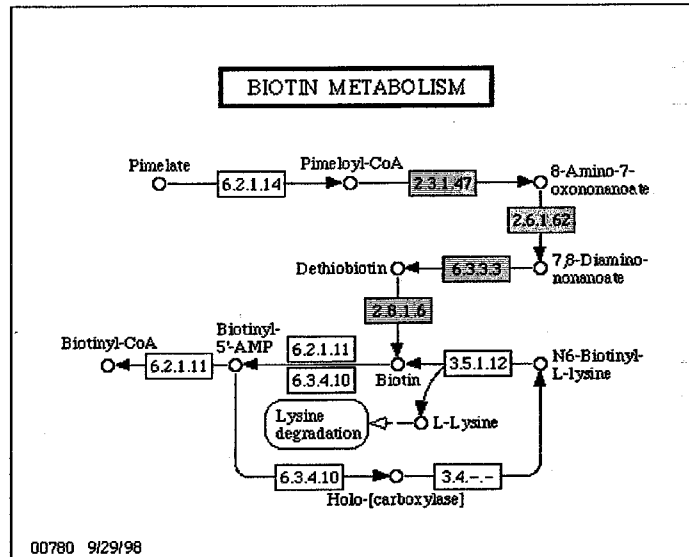 BIOTIN METABOLISM
Pimelate
6.2.1.14
Pimeloyl-CoA
2.3.1.47
8-Amino-7-
oxononanoate
2.6.1.62
Dethiobiotin
6.3.3.3
7,8-Diamino-
nonanoate
2.8.1.6
Biotinyl-CoA
6.2.1.11
Biotinyl-
5'-AMP
6.2.1.11
6.3.4.10
Biotin
3.5.1.12
N6-Biotinyl-
L-lysine
Lysine
degradation
L-Lysine
6.3.4.10
Holo-[carboxylase]
3.4.-.-
00780 9/29/98